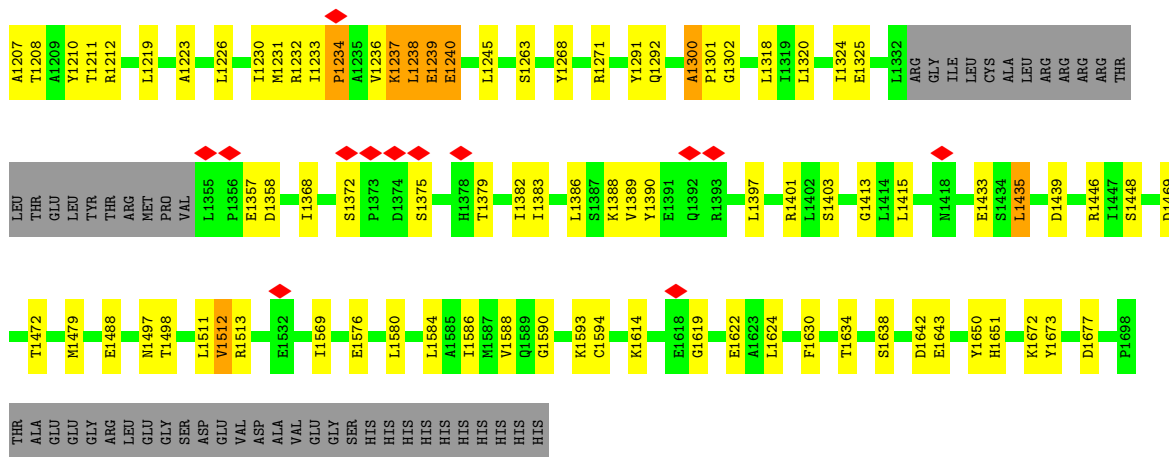 A1207 T1208 A1209 Y1210 T1211 R1212 L1219 A1223 L1226 I1230 M1231 R1232 I1233 P1234 A1235 V1236 K1237 L1238 E1239 E1240 L1245 S1263 Y1268 R1271 Y1291 Q1292 A1300 P1301 G1302 L1318 I1319 L1320 I1324 E1325 L1332 ARG GLY ILE LEU CYS ALA LEU ARG ARG ARG ARG THR
LEU THR GLU LEU TYR THR ARG MET PRO VAL L1355 P1356 E1357 D1358 I1368 S1372 P1373 D1374 S1375 H1378 T1379 I1382 I1383 L1386 S1387 K1388 V1389 Y1390 E1391 Q1392 R1393 L1397 R1401 L1402 S1403 G1413 L1414 L1415 N1418 E1433 S1434 L1435 D1439 R1446 I1447 S1448 D1469
T1472 M1479 E1488 N1497 T1498 L1511 V1512 R1513 E1532 I1569 E1576 L1580 L1584 A1585 I1586 M1587 V1588 Q1589 G1590 K1593 C1594 K1614 E1618 G1619 E1622 A1623 L1624 F1630 T1634 S1638 D1642 E1643 Y1650 H1651 K1672 Y1673 D1677 P1698
THR ALA GLU GLU GLY ARG LEU GLU GLY SER ASP GLU VAL ASP ALA VAL GLU GLY SER HIS HIS HIS HIS HIS HIS HIS HIS HIS HIS